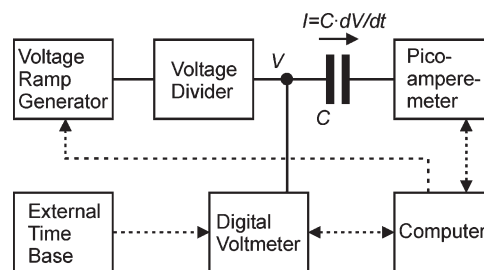 I=C·dV/dt
Voltage
Ramp
Generator
Voltage
Divider
V
C
Pico-
ampere-
meter
External
Time
Base
Digital
Voltmeter
Computer